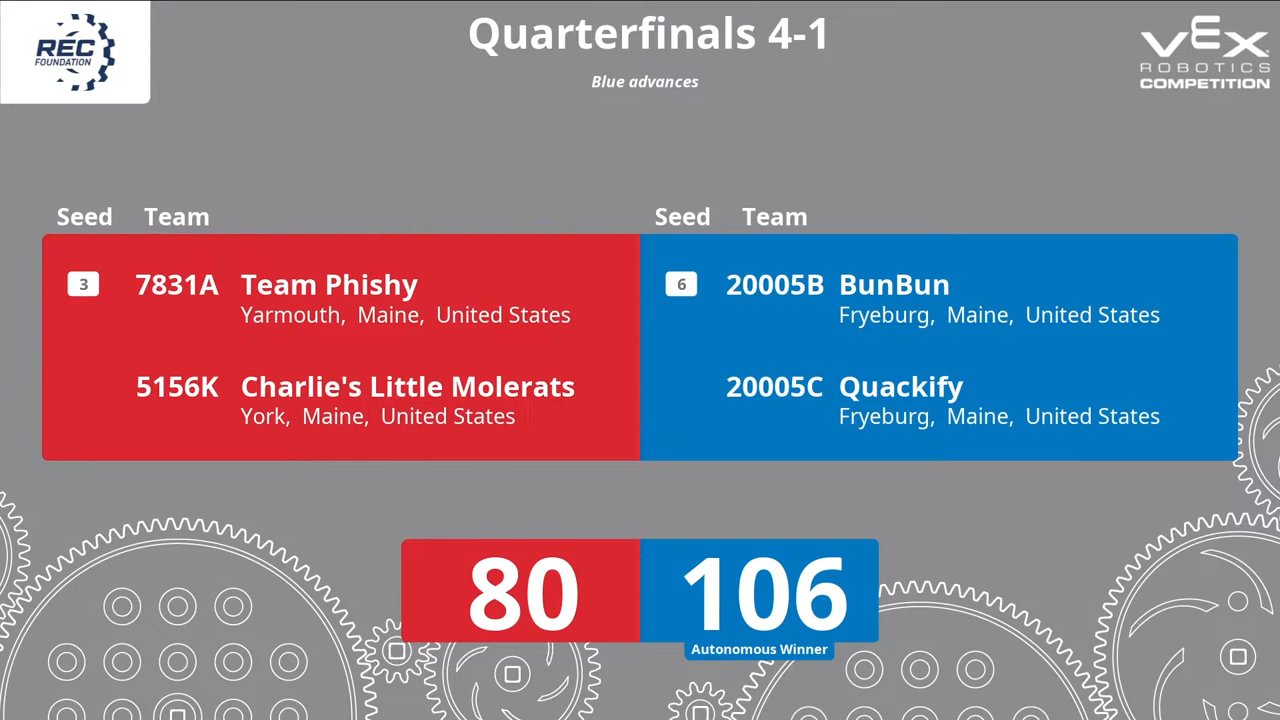 REC
FOUNDATION
Quarterfinals 4-1
Blue advances
VEX
ROBOTICS
COMPETITION
Seed Team
Seed Team
3 7831A Team Phishy
Yarmouth, Maine, United States
5156K Charlie's Little Molerats
York, Maine, United States
6 20005B BunBun
Fryeburg, Maine, United States
20005C Quackify
Fryeburg, Maine, United States
80
106
Autonomous Winner